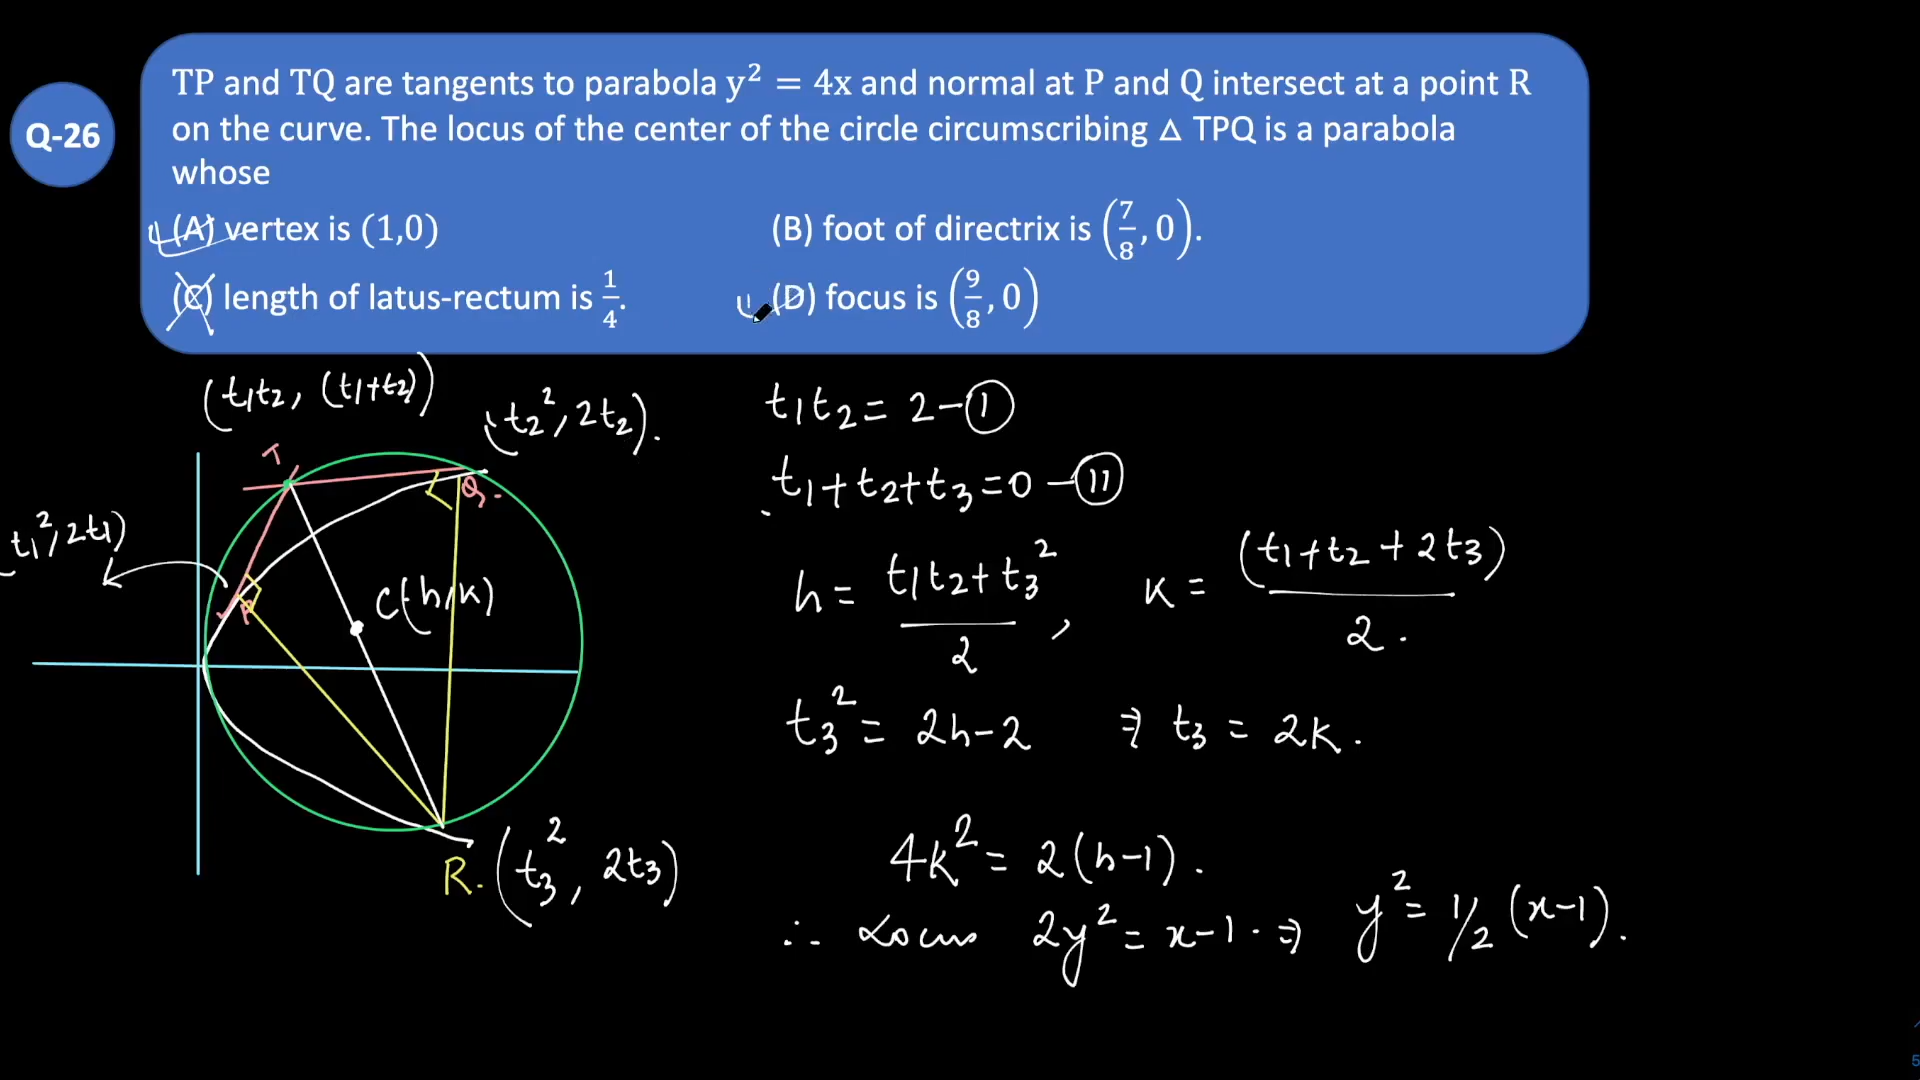 Q-26
TP and TQ are tangents to parabola y² = 4x and normal at P and Q intersect at a point R
on the curve. The locus of the center of the circle circumscribing △ TPQ is a parabola
whose
(A) vertex is (1,0)
(B) foot of directrix is (7/8, 0).
(C) length of latus-rectum is 1/4.
(D) focus is (9/8, 0)
(t₁t₂, (t₁+t₂))
(t₂², 2t₂).
T
Q.
t₁², 2t₁)
P
C(h,k)
R. (t₃², 2t₃)
t₁t₂ = 2 – (1)
t₁+t₂+t₃=0 – (11)
h = (t₁t₂+t₃²)/2 , k = (t₁+t₂+2t₃)/2.
t₃² = 2h-2 ⇒ t₃ = 2k.
4k² = 2(h-1).
∴ Locus 2y² = x-1. ⇒ y² = 1/2 (x-1).
5